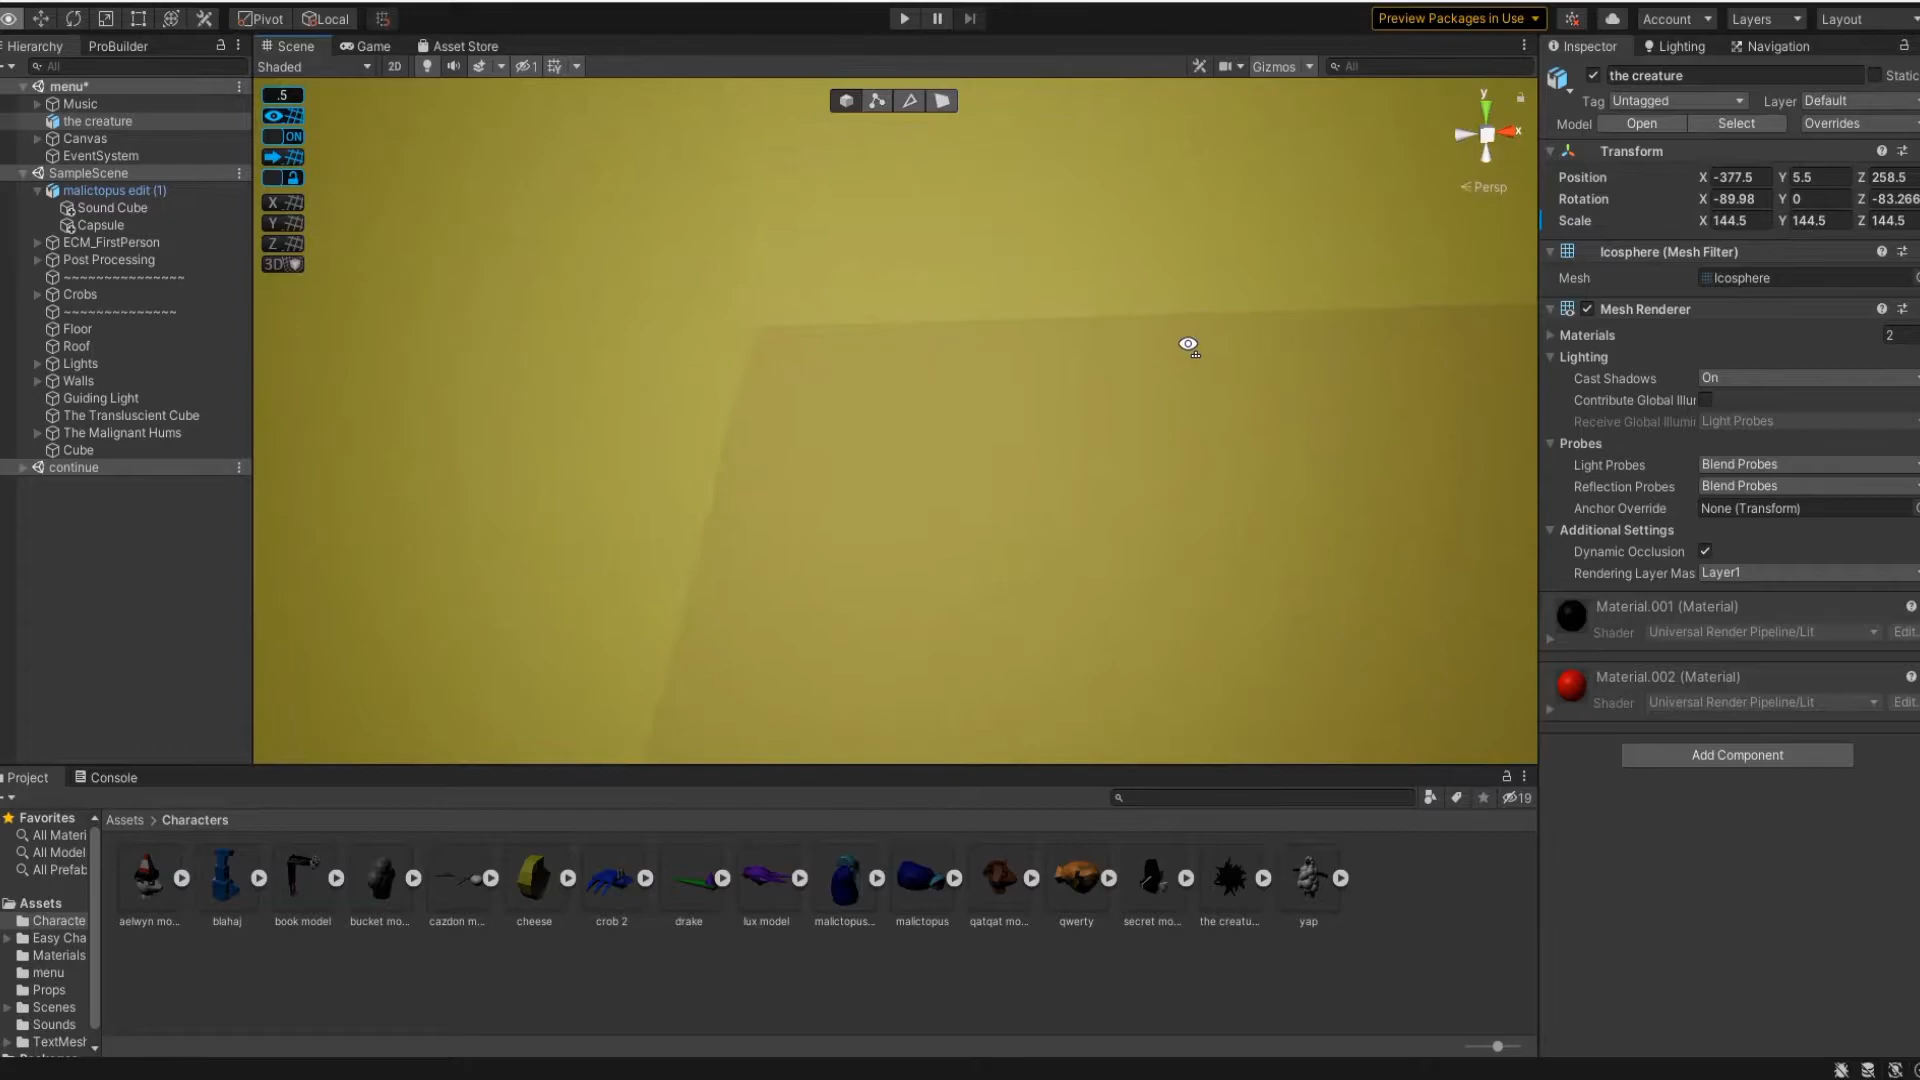 Pivot Local Preview Packages in Use Account Layers Layout
Hierarchy ProBuilder Scene Game Asset Store Inspector Lighting Navigation
All Shaded 2D Gizmos All
menu*
Music
the creature
Canvas
EventSystem
SampleScene
malictopus edit (1)
Sound Cube
Capsule
ECM_FirstPerson
Post Processing
~~~~~~~~~~~~~~~
Crobs
~~~~~~~~~~~~~~
Floor
Roof
Lights
Walls
Guiding Light
The Transluscient Cube
The Malignant Hums
Cube
continue
.5
ON
X
Y
Z
3D
y
x
Persp
the creature Static
Tag Untagged Layer Default
Model Open Select Overrides
Transform
Position X -377.5 Y 5.5 Z 258.5
Rotation X -89.98 Y 0 Z -83.266
Scale X 144.5 Y 144.5 Z 144.5
Icosphere (Mesh Filter)
Mesh Icosphere
Mesh Renderer
Materials 2
Lighting
Cast Shadows On
Contribute Global Illur
Receive Global Illumir Light Probes
Probes
Light Probes Blend Probes
Reflection Probes Blend Probes
Anchor Override None (Transform)
Additional Settings
Dynamic Occlusion
Rendering Layer Mas Layer1
Material.001 (Material)
Shader Universal Render Pipeline/Lit Edit.
Material.002 (Material)
Shader Universal Render Pipeline/Lit Edit.
Add Component
Project Console
19
Favorites
All Materi
All Model
All Prefab
Assets
Characte
Easy Cha
Materials
menu
Props
Scenes
Sounds
TextMesh
Assets > Characters
aelwyn mo... blahaj book model bucket mo... cazdon m... cheese crob 2 drake lux model malictopus... malictopus qatqat mo... qwerty secret mo... the creatu... yap